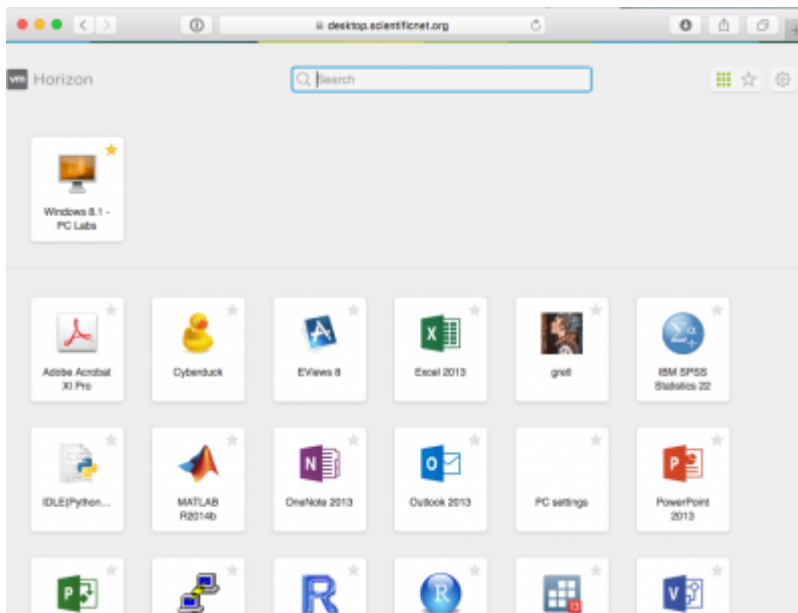 desktop.scientificnet.org
vm Horizon
Search
Windows 8.1 -
PC Labs
Adobe Acrobat
XI Pro
Cyberduck
EViews 8
Excel 2013
gretl
IBM SPSS
Statistics 22
IDLE(Python...
MATLAB
R2014b
OneNote 2013
Outlook 2013
PC settings
PowerPoint
2013